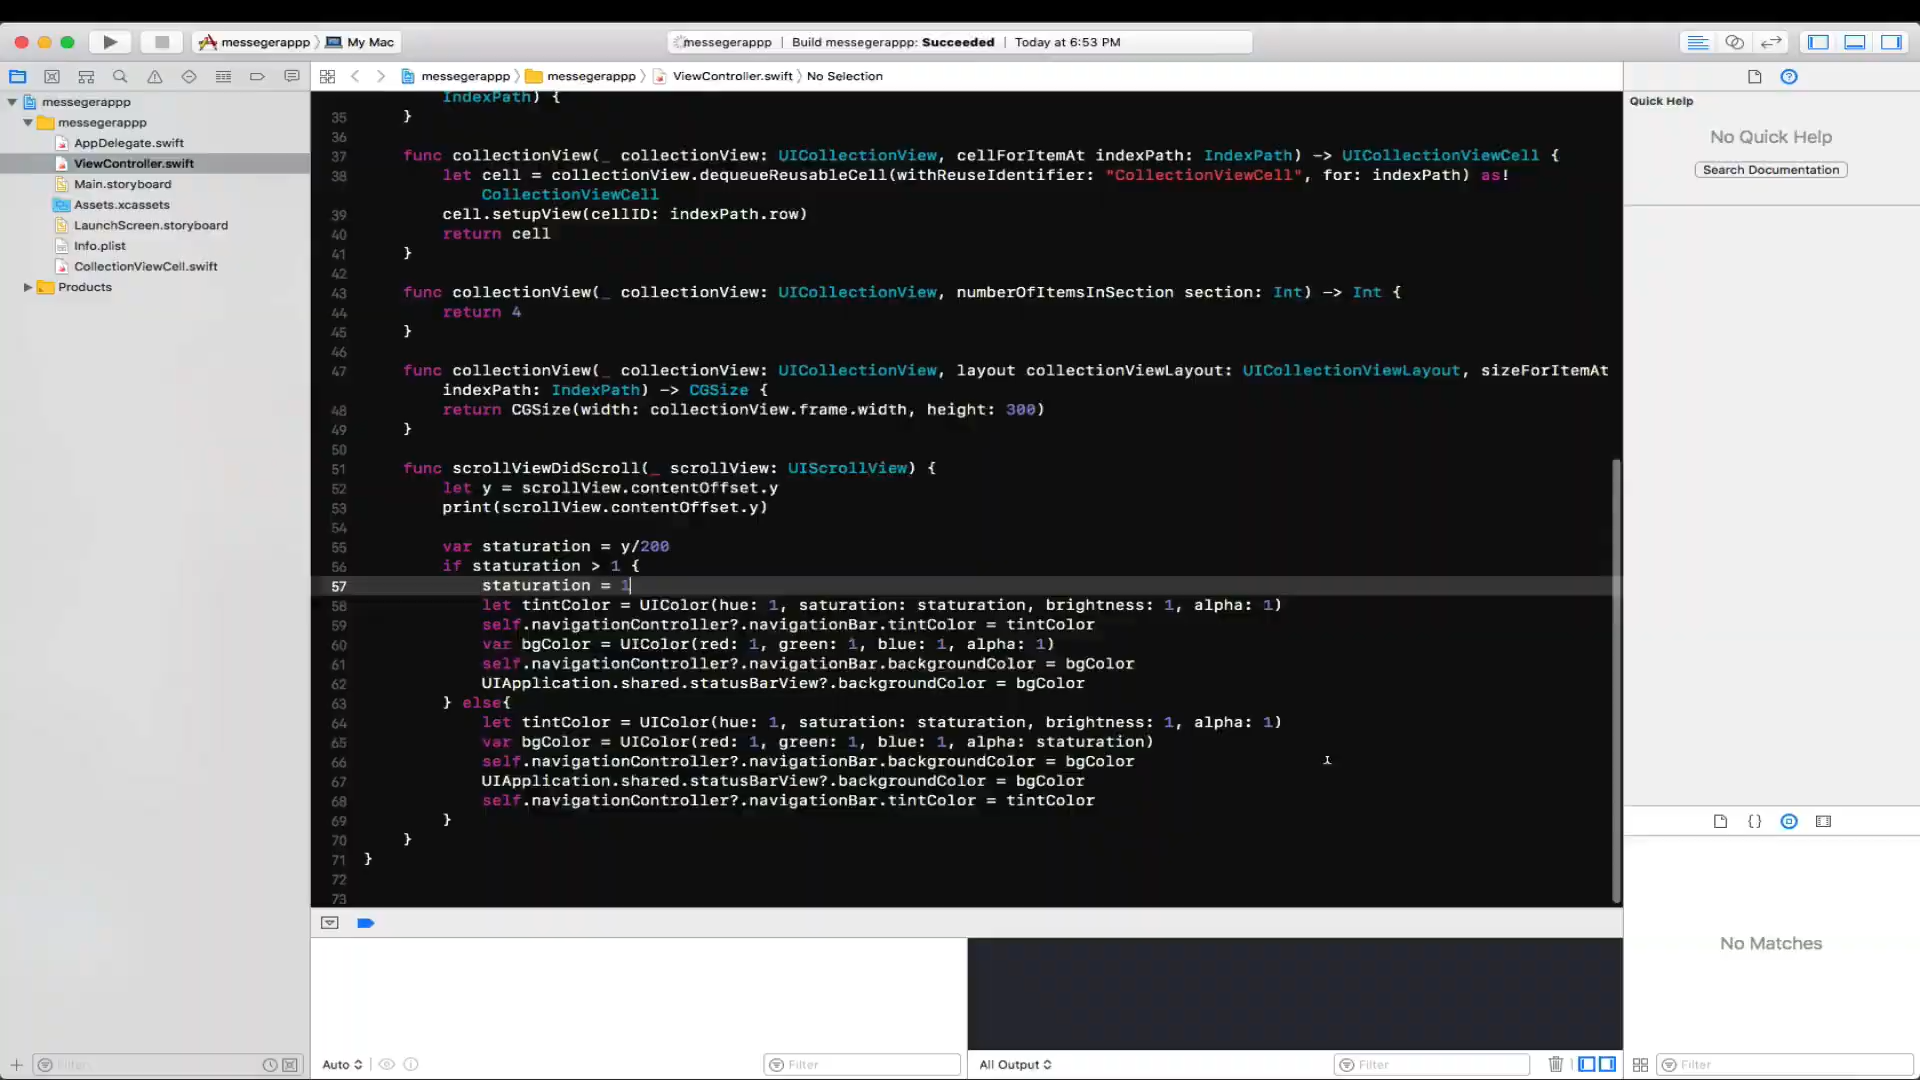 messegerappp My Mac
messegerappp Build messegerappp: Succeeded Today at 6:53 PM
messegerappp messegerappp ViewController.swift No Selection
messegerappp
messegerappp
AppDelegate.swift
ViewController.swift
Main.storyboard
Assets.xcassets
LaunchScreen.storyboard
Info.plist
CollectionViewCell.swift
Products
Filter
IndexPath) {
35 }
36
37 func collectionView(_ collectionView: UICollectionView, cellForItemAt indexPath: IndexPath) -> UICollectionViewCell {
38 let cell = collectionView.dequeueReusableCell(withReuseIdentifier: "CollectionViewCell", for: indexPath) as!
CollectionViewCell
39 cell.setupView(cellID: indexPath.row)
40 return cell
41 }
42
43 func collectionView(_ collectionView: UICollectionView, numberOfItemsInSection section: Int) -> Int {
44 return 4
45 }
46
47 func collectionView(_ collectionView: UICollectionView, layout collectionViewLayout: UICollectionViewLayout, sizeForItemAt
indexPath: IndexPath) -> CGSize {
48 return CGSize(width: collectionView.frame.width, height: 300)
49 }
50
51 func scrollViewDidScroll(_ scrollView: UIScrollView) {
52 let y = scrollView.contentOffset.y
53 print(scrollView.contentOffset.y)
54
55 var staturation = y/200
56 if staturation > 1 {
57 staturation = 1
58 let tintColor = UIColor(hue: 1, saturation: staturation, brightness: 1, alpha: 1)
59 self.navigationController?.navigationBar.tintColor = tintColor
60 var bgColor = UIColor(red: 1, green: 1, blue: 1, alpha: 1)
61 self.navigationController?.navigationBar.backgroundColor = bgColor
62 UIApplication.shared.statusBarView?.backgroundColor = bgColor
63 } else{
64 let tintColor = UIColor(hue: 1, saturation: staturation, brightness: 1, alpha: 1)
65 var bgColor = UIColor(red: 1, green: 1, blue: 1, alpha: staturation)
66 self.navigationController?.navigationBar.backgroundColor = bgColor
67 UIApplication.shared.statusBarView?.backgroundColor = bgColor
68 self.navigationController?.navigationBar.tintColor = tintColor
69 }
70 }
71 }
72
73
Auto
Filter
All Output
Filter
Quick Help
No Quick Help
Search Documentation
{ }
No Matches
Filter